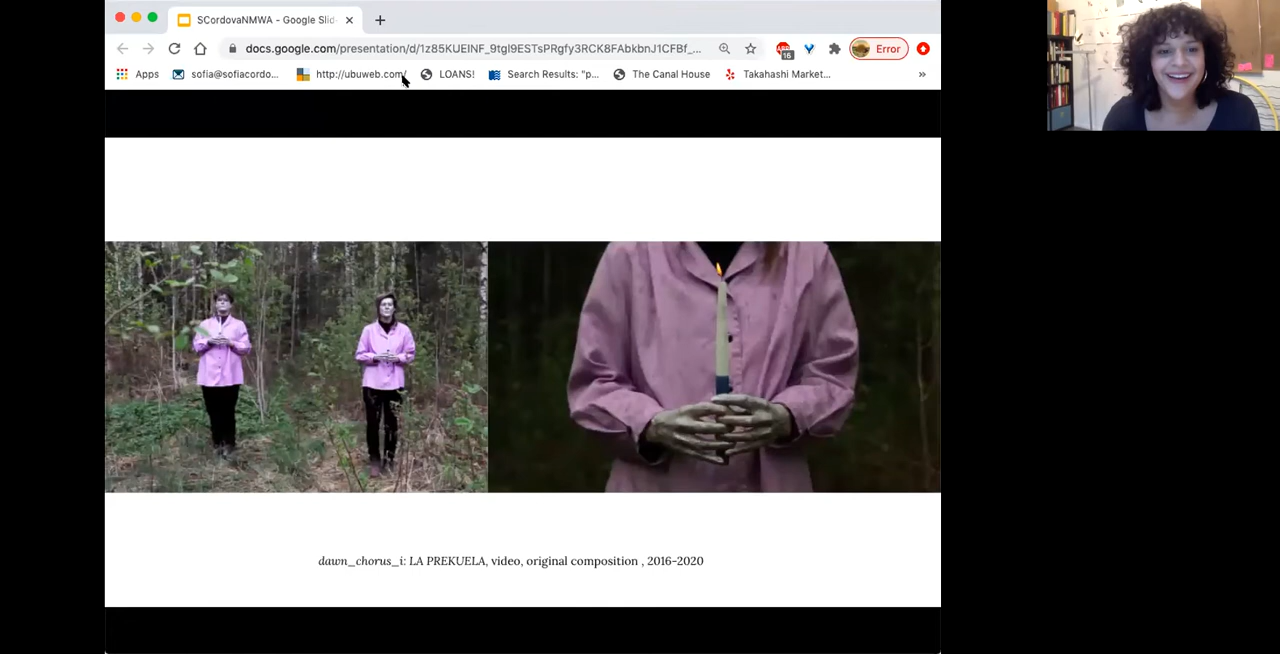 SCordovaNMWA - Google Slid
docs.google.com/presentation/d/1z85KUEINF_9tgl9ESTsPRgfy3RCK8FAbkbnJ1CFBf_...
Error
Apps
sofia@sofiacordo...
http://ubuweb.com/
LOANS!
Search Results: "p...
The Canal House
Takahashi Market...
»
16
dawn_chorus_i: LA PREKUELA, video, original composition , 2016-2020